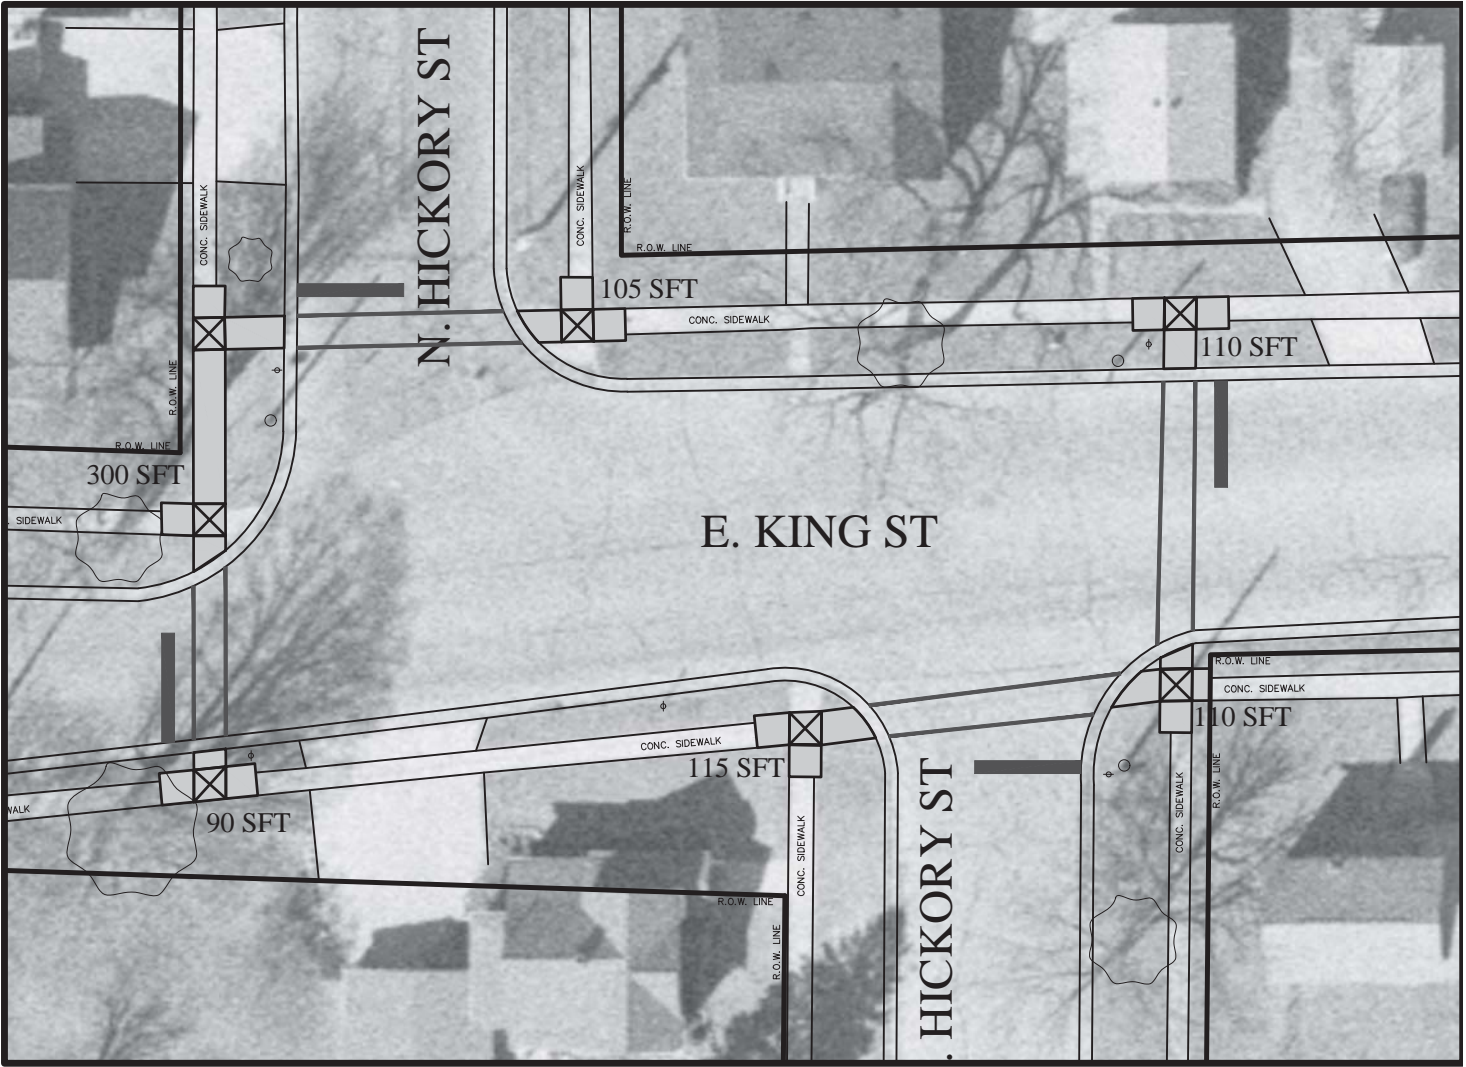 N. HICKORY ST
CONC. SIDEWALK
CONC. SIDEWALK
R.O.W. LINE
R.O.W. LINE
105 SFT
CONC. SIDEWALK
110 SFT
R.O.W. LINE
R.O.W. LINE
300 SFT
. SIDEWALK
E. KING ST
R.O.W. LINE
CONC. SIDEWALK
110 SFT
CONC. SIDEWALK
115 SFT
WALK
90 SFT
R.O.W. LINE
CONC. SIDEWALK
CONC. SIDEWALK
. HICKORY ST
R.O.W. LINE
R.O.W. LINE